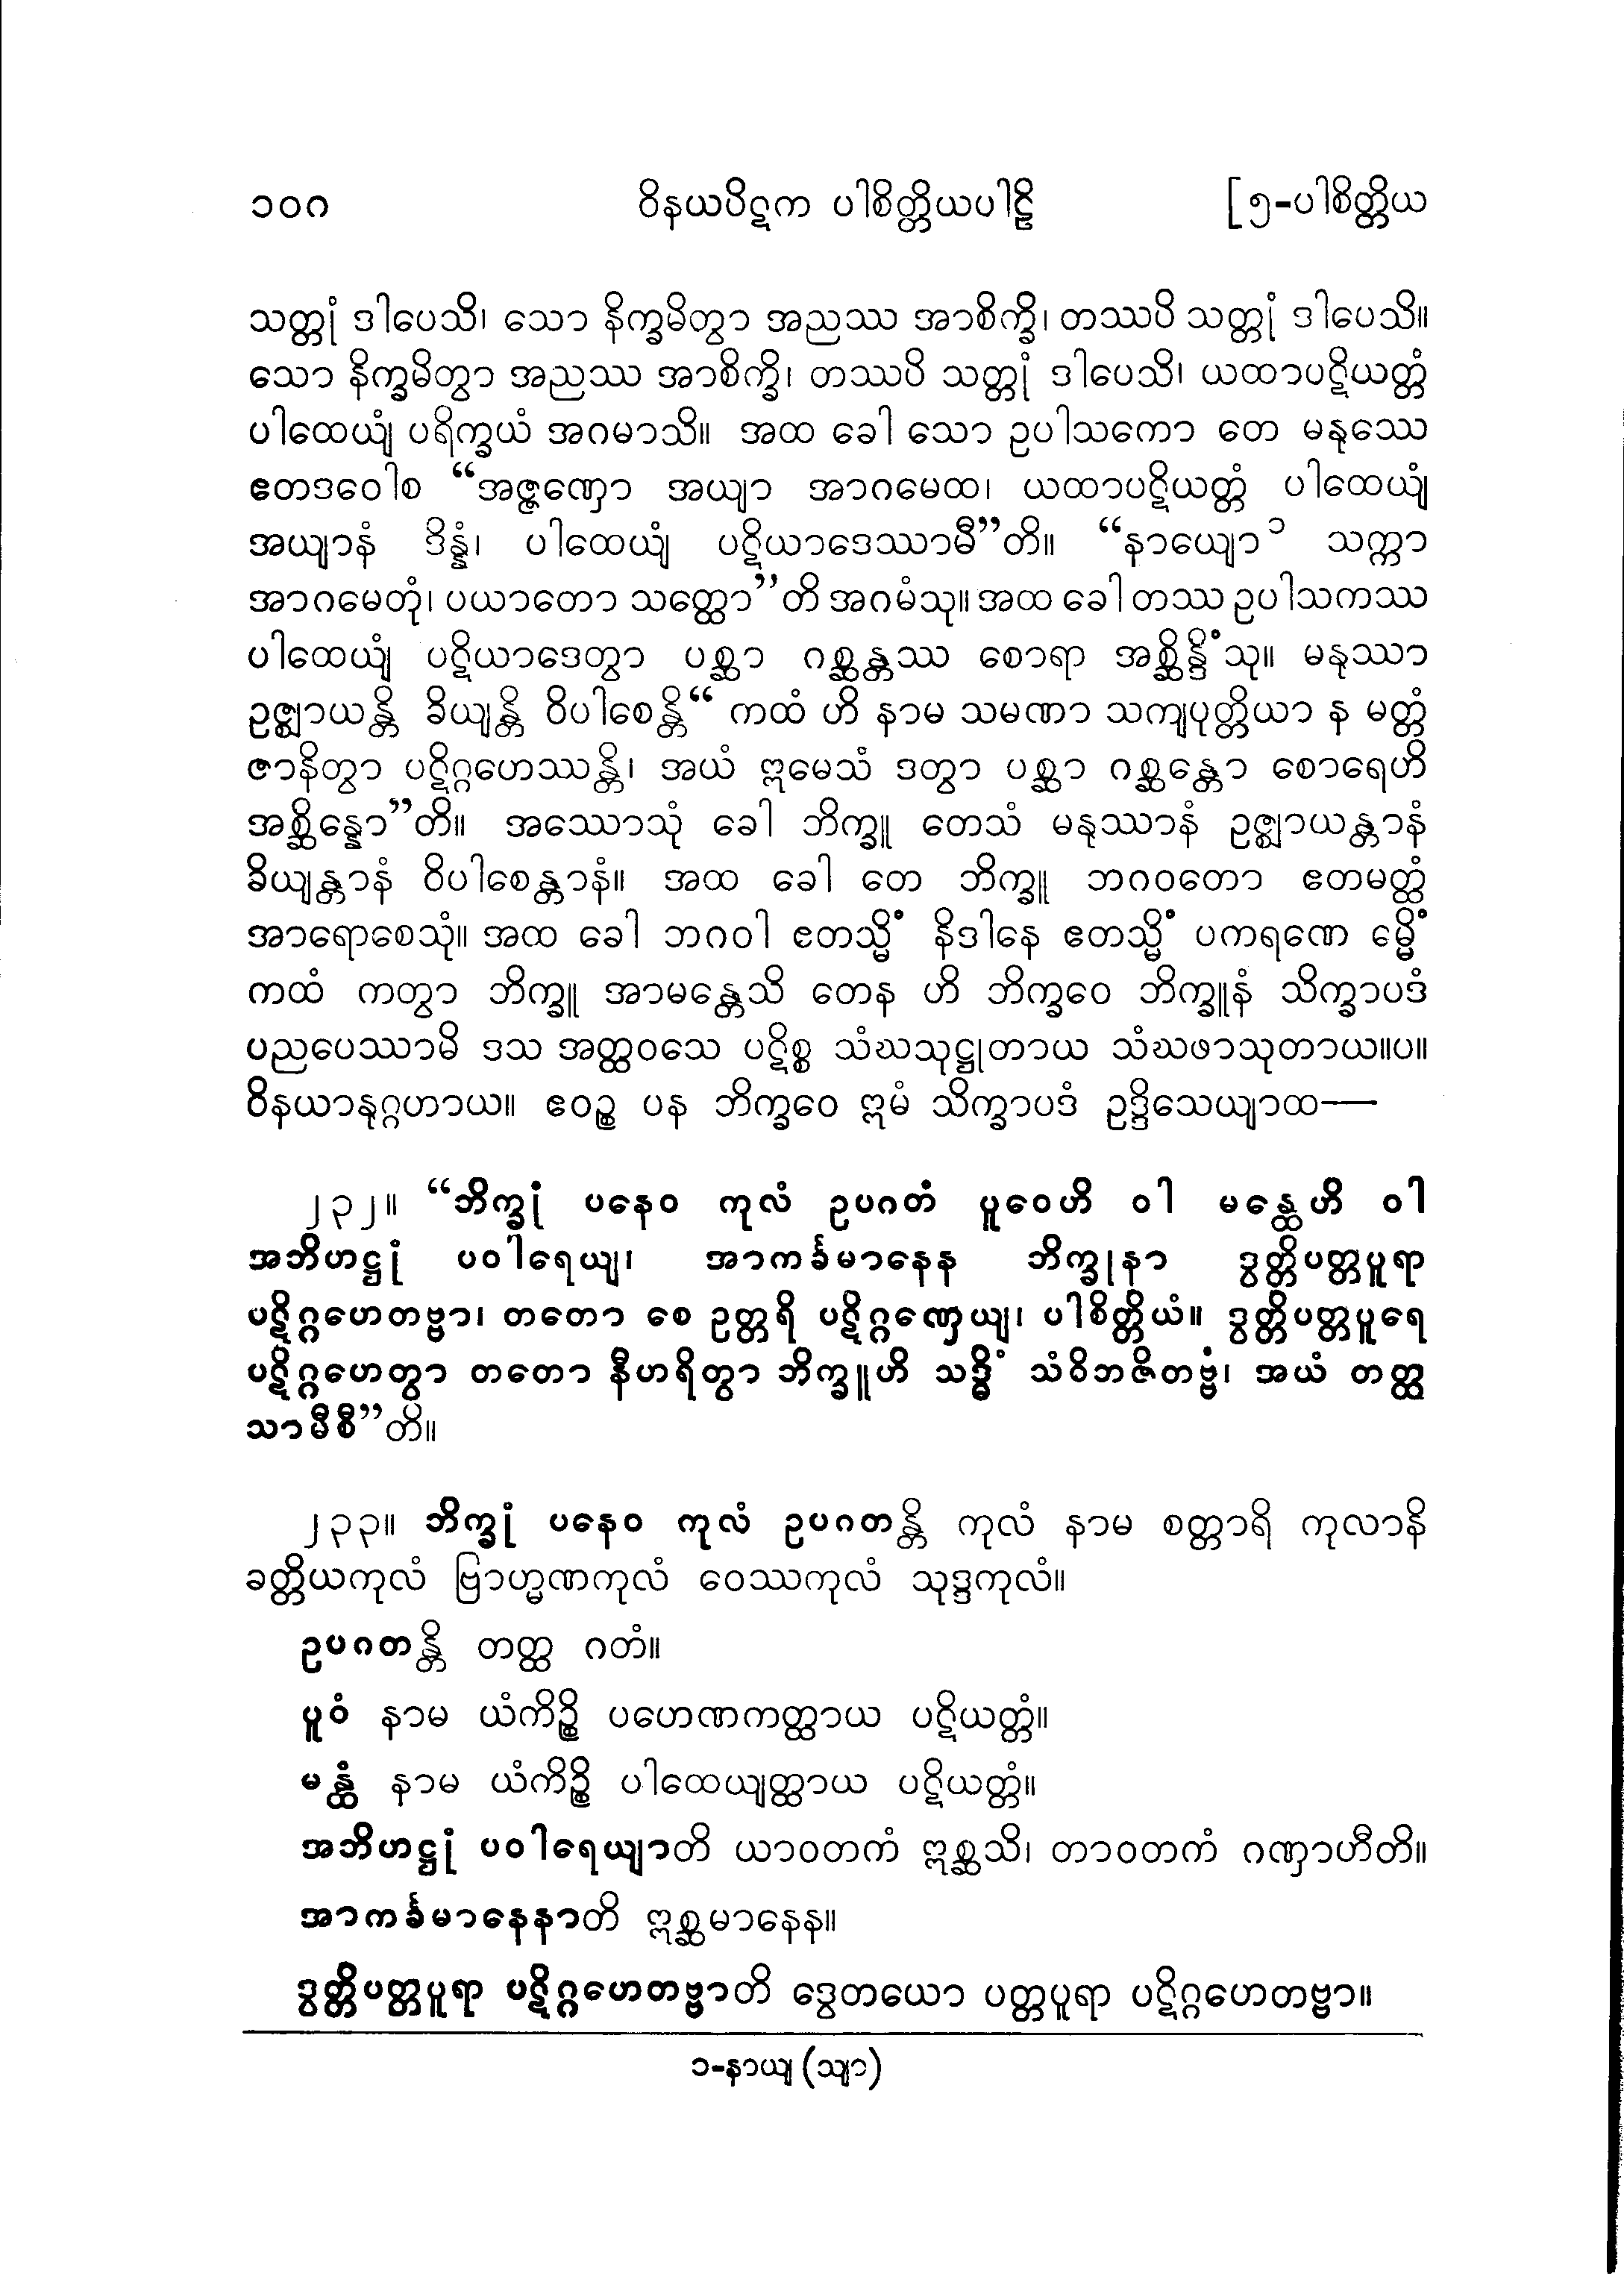 ၁၀ဂ ဝိနယပိဋက ပါစိတ္တိယပါဠိ [၅-ပါစိတ္တိယ
သတ္တုံ ဒါပေသိ၊ သော နိက္ခမိတွာ အညဿ အာစိက္ခိ၊ တဿပိ သတ္တုံ ဒါပေသိ။
သော နိက္ခမိတွာ အညဿ အာစိက္ခိ၊ တဿပိ သတ္တုံ ဒါပေသိ၊ ယထာပဋိယတ္တံ
ပါထေယျံ ပရိက္ခယံ အဂမာသိ။ အထ ခေါ သော ဥပါသကော တေ မနုဿေ
ဧတဒဝေါစ “အဇ္ဇဏှော အယျာ အာဂမေထ၊ ယထာပဋိယတ္တံ ပါထေယျံ
အယျာနံ ဒိန္နံ၊ ပါထေယျံ ပဋိယာဒေဿာမီ”တိ။ “နာယျော ၁ သက္ကာ
အာဂမေတုံ၊ ပယာတော သတ္ထော”တိ အဂမံသု။ အထ ခေါ တဿ ဥပါသကဿ
ပါထေယျံ ပဋိယာဒေတွာ ပစ္ဆာ ဂစ္ဆန္တဿ စောရာ အစ္ဆိန္ဒိံသု။ မနုဿာ
ဥဇ္ဈာယန္တိ ခိယျန္တိ ဝိပါစေန္တိ“ ကထံ ဟိ နာမ သမဏာ သကျပုတ္တိယာ န မတ္တံ
ဇာနိတွာ ပဋိဂ္ဂဟေဿန္တိ၊ အယံ ဣမေသံ ဒတွာ ပစ္ဆာ ဂစ္ဆန္တော စောရေဟိ
အစ္ဆိန္နော”တိ။ အဿောသုံ ခေါ ဘိက္ခူ တေသံ မနုဿာနံ ဥဇ္ဈာယန္တာနံ
ခိယျန္တာနံ ဝိပါစေန္တာနံ။ အထ ခေါ တေ ဘိက္ခူ ဘဂဝတော ဧတမတ္ထံ
အာရောစေသုံ။ အထ ခေါ ဘဂဝါ ဧတသ္မိံ နိဒါနေ ဧတသ္မိံ ပကရဏေ ဓမ္မိံ
ကထံ ကတွာ ဘိက္ခူ အာမန္တေသိ တေန ဟိ ဘိက္ခဝေ ဘိက္ခူနံ သိက္ခာပဒံ
ပညပေဿာမိ ဒသ အတ္ထဝသေ ပဋိစ္စ သံဃသုဋ္ဌုတာယ သံဃဖာသုတာယ။ပ။
ဝိနယာနုဂ္ဂဟာယ။ ဧဝဉ္စ ပန ဘိက္ခဝေ ဣမံ သိက္ခာပဒံ ဥဒ္ဒိသေယျာထ—
၂၃၂။ “ဘိက္ခုံ ပနေဝ ကုလံ ဥပဂတံ ပူဝေဟိ ဝါ မန္ထေဟိ ဝါ
အဘိဟဋ္ဌုံ ပဝါရေယျ၊ အာကင်္ခမာနေန ဘိက္ခုနာ ဒွတ္တိပတ္တပူရာ
ပဋိဂ္ဂဟေတဗ္ဗာ၊ တတော စေ ဥတ္တရိ ပဋိဂ္ဂဏှေယျ၊ ပါစိတ္တိယံ။ ဒွတ္တိပတ္တပူရေ
ပဋိဂ္ဂဟေတွာ တတော နီဟရိတွာ ဘိက္ခူဟိ သဒ္ဓိံ သံဝိဘဇိတဗ္ဗံ၊ အယံ တတ္ထ
သာမီစီ”တိ။
၂၃၃။ ဘိက္ခုံ ပနေဝ ကုလံ ဥပဂတန္တိ ကုလံ နာမ စတ္တာရိ ကုလာနိ
ခတ္တိယကုလံ ဗြာဟ္မဏကုလံ ဝေဿကုလံ သုဒ္ဒကုလံ။
ဥပဂတန္တိ တတ္ထ ဂတံ။
ပူဝံ နာမ ယံကိဉ္စိ ပဟေဏကတ္ထာယ ပဋိယတ္တံ။
မန္ထံ နာမ ယံကိဉ္စိ ပါထေယျတ္ထာယ ပဋိယတ္တံ။
အဘိဟဋ္ဌုံ ပဝါရေယျာတိ ယာဝတကံ ဣစ္ဆသိ၊ တာဝတကံ ဂဏှာဟီတိ။
အာကင်္ခမာနေနာတိ ဣစ္ဆမာနေန။
ဒွတ္တိပတ္တပူရာ ပဋိဂ္ဂဟေတဗ္ဗာတိ ဒွေတယော ပတ္တပူရာ ပဋိဂ္ဂဟေတဗ္ဗာ။
၁-နာယျ (သျာ)